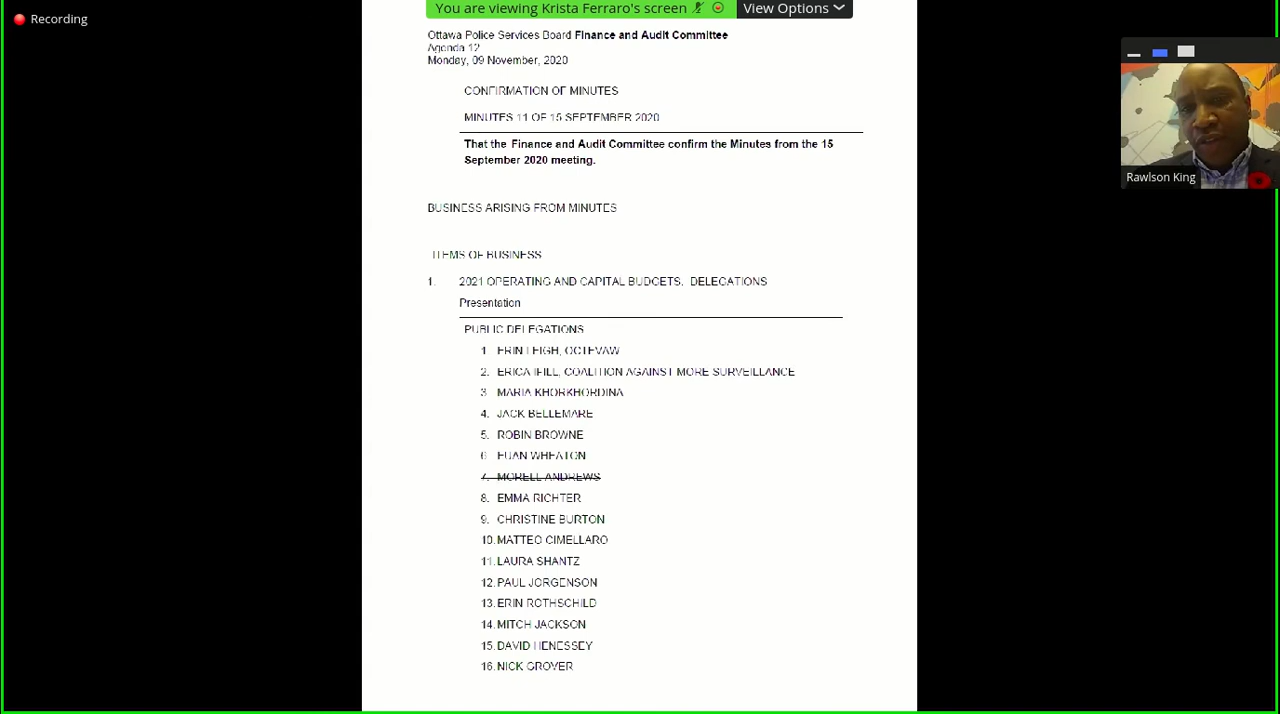 Recording
You are viewing Krista Ferraro's screen
View Options
Ottawa Police Services Board Finance and Audit Committee
Agenda 12
Monday, 09 November, 2020
CONFIRMATION OF MINUTES
MINUTES 11 OF 15 SEPTEMBER 2020
That the Finance and Audit Committee confirm the Minutes from the 15
September 2020 meeting.
BUSINESS ARISING FROM MINUTES
ITEMS OF BUSINESS
1. 2021 OPERATING AND CAPITAL BUDGETS: DELEGATIONS
Presentation
PUBLIC DELEGATIONS
1. ERIN LEIGH, OCTEVAW
2. ERICA IFILL, COALITION AGAINST MORE SURVEILLANCE
3. MARIA KHORKHORDINA
4. JACK BELLEMARE
5. ROBIN BROWNE
6. EUAN WHEATON
7. MORELL ANDREWS
8. EMMA RICHTER
9. CHRISTINE BURTON
10. MATTEO CIMELLARO
11. LAURA SHANTZ
12. PAUL JORGENSON
13. ERIN ROTHSCHILD
14. MITCH JACKSON
15. DAVID HENESSEY
16. NICK GROVER
Rawlson King